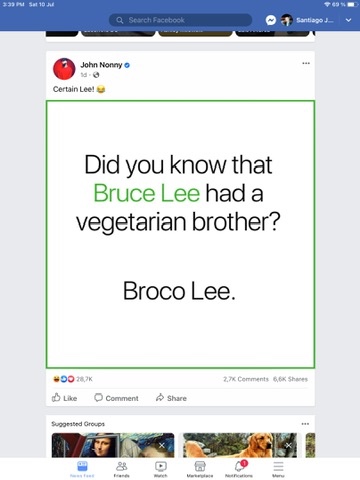 3:39 PM Sat 10 Jul
69 %
Search Facebook
Santiago J...
John Nonny
1d
Certain Lee! 😂
Did you know that
Bruce Lee had a
vegetarian brother?
Broco Lee.
28,7K
2,7K Comments 6,6K Shares
Like
Comment
Share
Suggested Groups
News Feed
Friends
Watch
Marketplace
1
Notifications
Menu